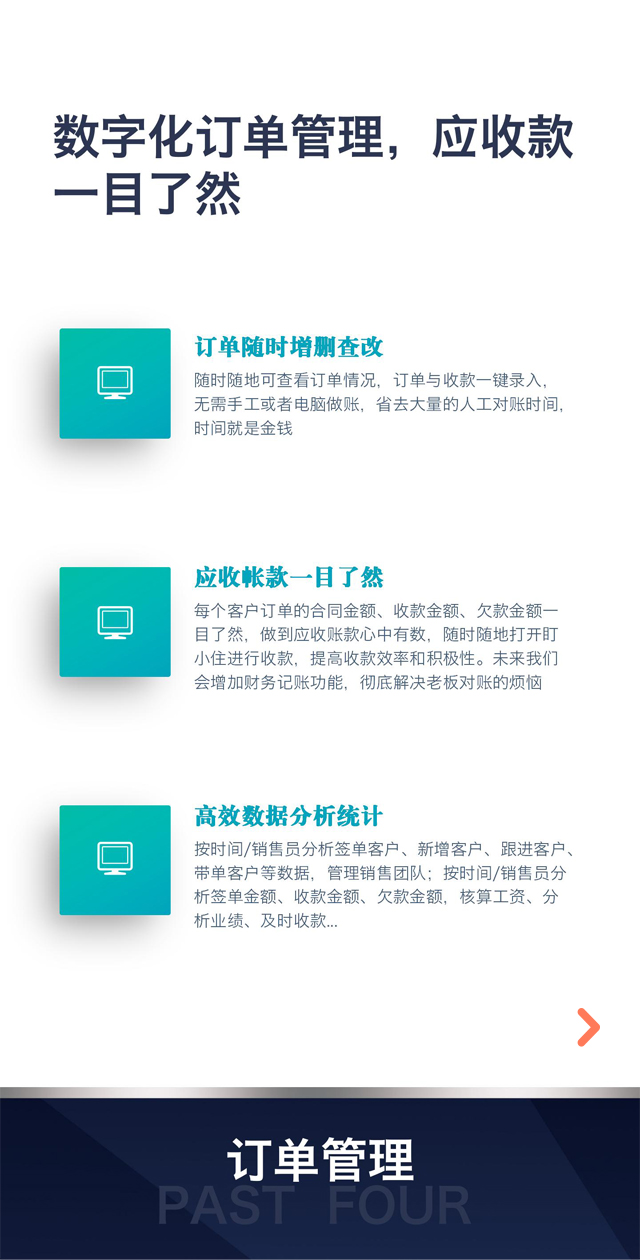 数字化订单管理，应收款
一目了然
订单随时增删查改
随时随地可查看订单情况，订单与收款一键录入，
无需手工或者电脑做账，省去大量的人工对账时间，
时间就是金钱
应收帐款一目了然
每个客户订单的合同金额、收款金额、欠款金额一
目了然，做到应收账款心中有数，随时随地打开盯
小住进行收款，提高收款效率和积极性。未来我们
会增加财务记账功能，彻底解决老板对账的烦恼
高效数据分析统计
按时间/销售员分析签单客户、新增客户、跟进客户、
带单客户等数据，管理销售团队；按时间/销售员分
析签单金额、收款金额、欠款金额，核算工资、分
析业绩、及时收款...
订单管理
PAST FOUR